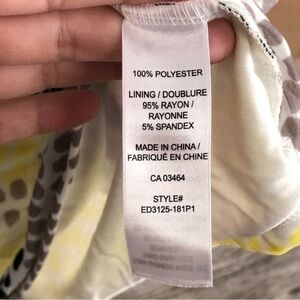 100% POLYESTER
LINING / DOUBLURE
95% RAYON /
RAYONNE
5% SPANDEX
MADE IN CHINA /
FABRIQUÉ EN CHINE
CA 03464
STYLE#
ED3125-181P1